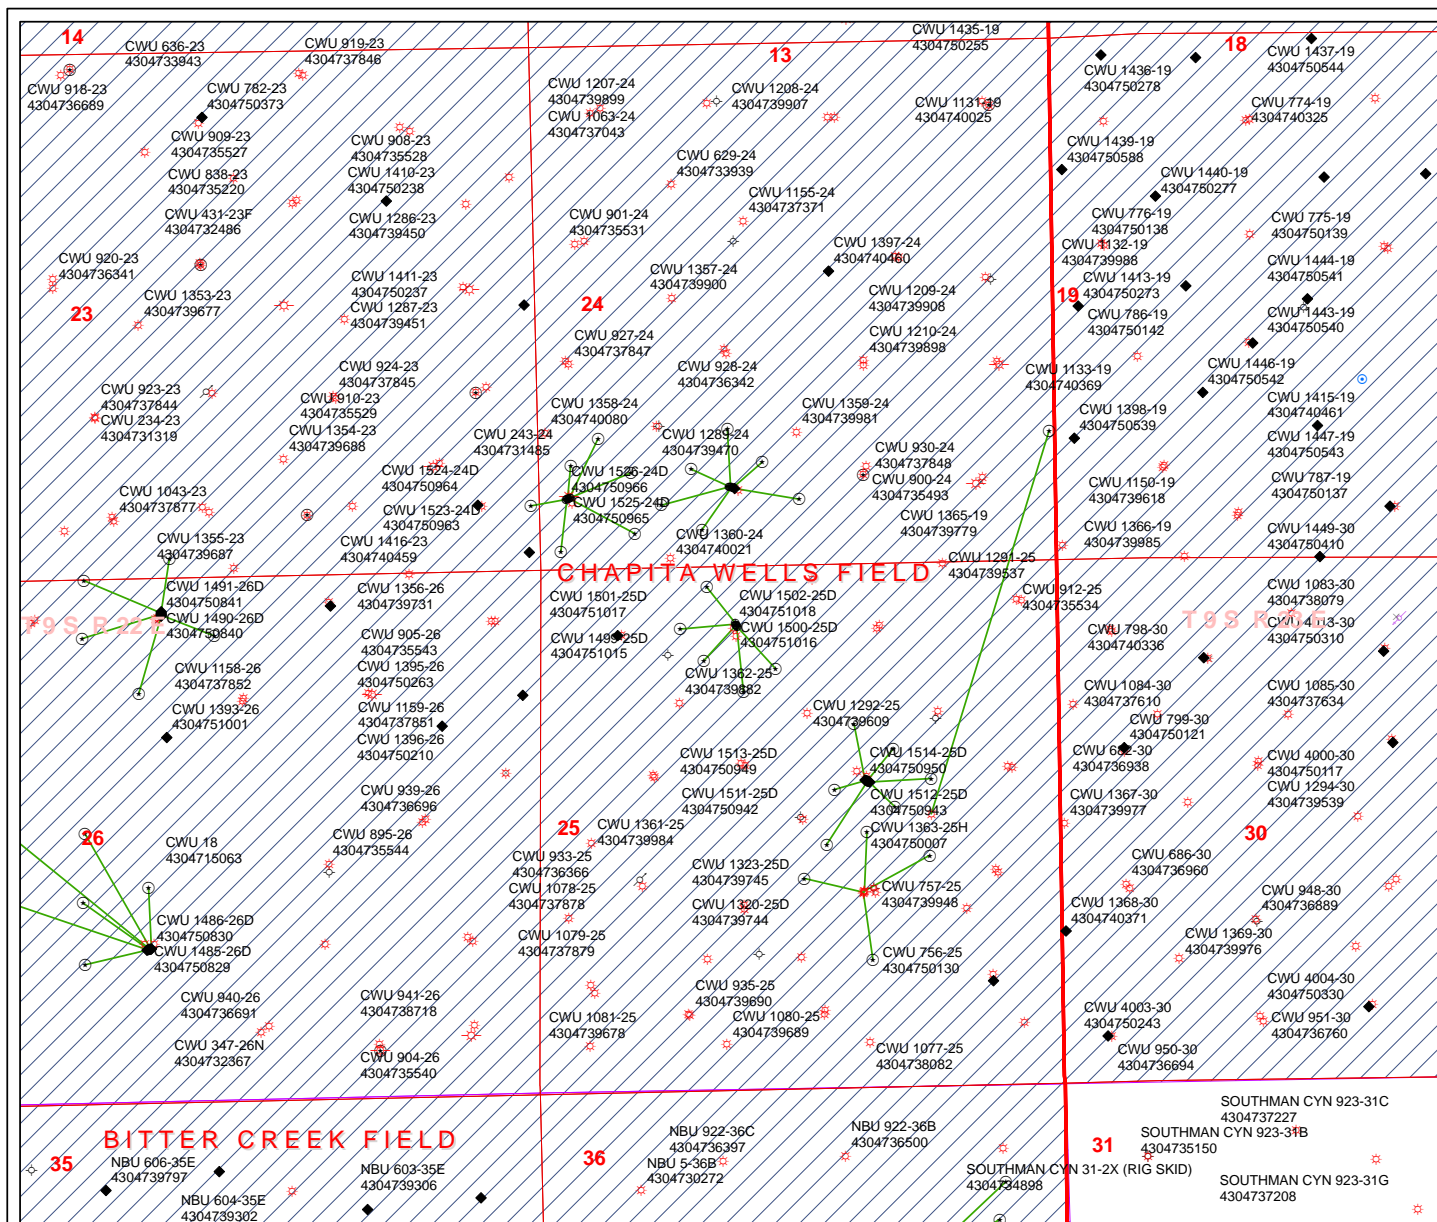 14
CWU 636-23
4304733943
CWU 919-23
4304737846
CWU 918-23
4304736689
CWU 782-23
4304750373
CWU 909-23
4304735527
CWU 838-23
4304735220
CWU 431-23F
4304732486
CWU 908-23
4304735528
CWU 1410-23
4304750238
CWU 1286-23
4304739450
CWU 920-23
4304736341
CWU 1353-23
4304739677
CWU 1411-23
4304750237
CWU 1287-23
4304739451
23
CWU 924-23
4304737845
CWU 923-23
4304737844
CWU 234-23
4304731319
CWU 910-23
4304735529
CWU 1354-23
4304739688
CWU 1043-23
4304737877
CWU 1524-24D
4304750964
CWU 1523-24D
4304750963
CWU 1416-23
4304740459
CWU 1355-23
4304739687
13
CWU 1435-19
4304750255
CWU 1207-24
4304739899
CWU 1063-24
4304737043
CWU 1208-24
4304739907
CWU 1131-19
4304740025
CWU 629-24
4304733939
CWU 1155-24
4304737371
CWU 901-24
4304735531
CWU 1397-24
4304740460
CWU 1357-24
4304739900
CWU 1209-24
4304739908
24
CWU 1210-24
4304739898
CWU 927-24
4304737847
CWU 928-24
4304736342
CWU 1358-24
4304740080
CWU 1359-24
4304739981
CWU 243-24
4304731485
CWU 1289-24
4304739470
CWU 930-24
4304737848
CWU 900-24
4304735493
CWU 1526-24D
4304750966
CWU 1525-24D
4304750965
CWU 1365-19
4304739779
CWU 1360-24
4304740021
18
CWU 1436-19
4304750278
CWU 1437-19
4304750544
CWU 774-19
4304740325
CWU 1439-19
4304750588
CWU 1440-19
4304750277
CWU 776-19
4304750138
CWU 1132-19
4304739988
CWU 775-19
4304750139
CWU 1444-19
4304750541
CWU 1413-19
4304750273
19
CWU 786-19
4304750142
CWU 1443-19
4304750540
CWU 1133-19
4304740369
CWU 1446-19
4304750542
CWU 1415-19
4304740461
CWU 1398-19
4304750539
CWU 1447-19
4304750543
CWU 1150-19
4304739618
CWU 787-19
4304750137
CWU 1366-19
4304739985
CWU 1449-30
4304750410
CHAPITA WELLS FIELD
CWU 1291-25
4304739537
T 9 S R 22 E
CWU 1491-26D
4304750841
CWU 1490-26D
4304750840
CWU 1356-26
4304739731
CWU 905-26
4304735543
CWU 1158-26
4304737852
CWU 1395-26
4304750263
CWU 1393-26
4304751001
CWU 1159-26
4304737851
CWU 1396-26
4304750210
CWU 939-26
4304736696
26
CWU 18
4304715063
CWU 895-26
4304735544
CWU 1486-26D
4304750830
CWU 1485-26D
4304750829
CWU 940-26
4304736691
CWU 941-26
4304738718
CWU 347-26N
4304732367
CWU 904-26
4304735540
CWU 1501-25D
4304751017
CWU 1502-25D
4304751018
CWU 1500-25D
4304751016
CWU 1499-25D
4304751015
CWU 912-25
4304735534
CWU 1362-25
4304739882
CWU 1292-25
4304739609
CWU 1513-25D
4304750949
CWU 1514-25D
4304750950
CWU 1511-25D
4304750942
CWU 1512-25D
4304750943
25
CWU 1361-25
4304739984
CWU 1363-25H
4304750007
CWU 933-25
4304736366
CWU 1323-25D
4304739745
CWU 757-25
4304739948
CWU 1078-25
4304737878
CWU 1320-25D
4304739744
CWU 1079-25
4304737879
CWU 756-25
4304750130
CWU 935-25
4304739690
CWU 1081-25
4304739678
CWU 1080-25
4304739689
CWU 1077-25
4304738082
T 9 S R 23 E
CWU 1083-30
4304738079
4304750310
CWU 798-30
4304740336
CWU 1084-30
4304737610
CWU 1085-30
4304737634
CWU 799-30
4304750121
CWU 682-30
4304736938
CWU 4000-30
4304750117
CWU 1294-30
4304739539
CWU 1367-30
4304739977
30
CWU 686-30
4304736960
CWU 948-30
4304736889
CWU 1368-30
4304740371
CWU 1369-30
4304739976
CWU 4004-30
4304750330
CWU 4003-30
4304750243
CWU 951-30
4304736760
CWU 950-30
4304736694
BITTER CREEK FIELD
35
NBU 606-35E
4304739797
NBU 603-35E
4304739306
NBU 604-35E
4304739302
36
NBU 922-36C
4304736397
NBU 5-36B
4304730272
NBU 922-36B
4304736500
31
SOUTHMAN CYN 923-31C
4304737227
SOUTHMAN CYN 923-31B
4304735150
SOUTHMAN CYN 31-2X (RIG SKID)
4304734898
SOUTHMAN CYN 923-31G
4304737208